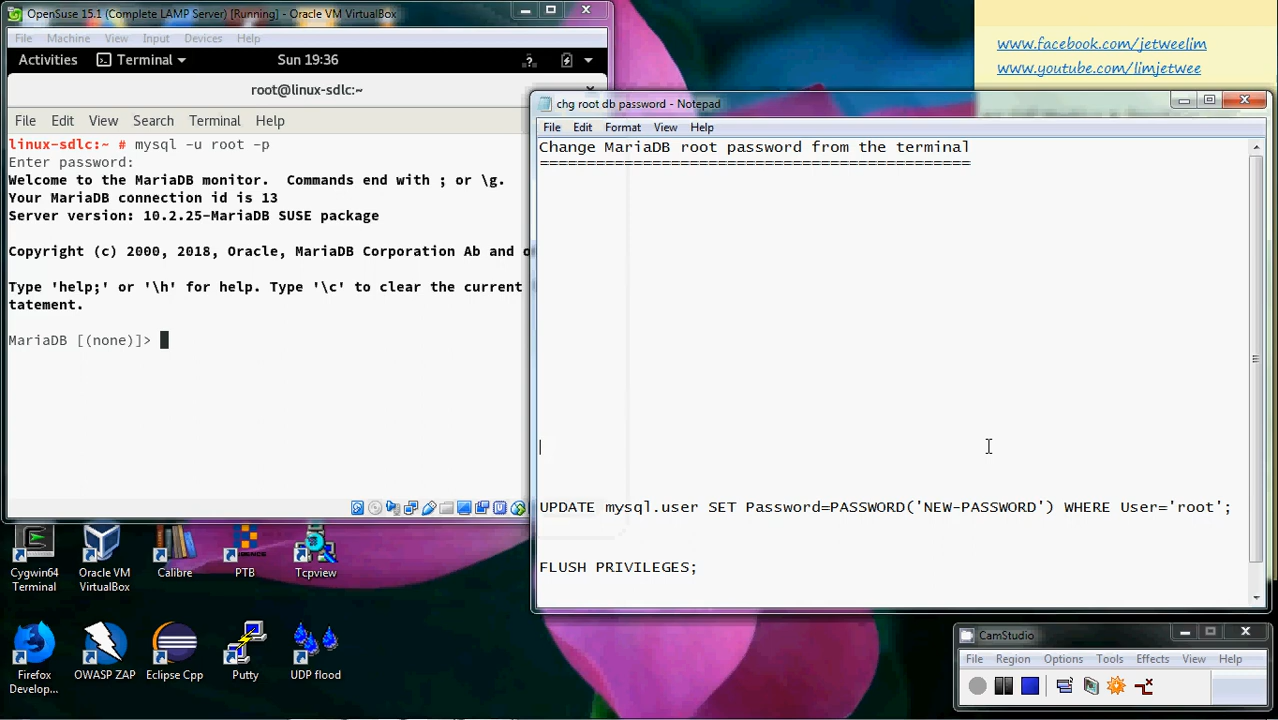 OpenSuse 15.1 (Complete LAMP Server) [Running] - Oracle VM VirtualBox
File Machine View Input Devices Help
Activities Terminal Sun 19:36
root@linux-sdlc:~
File Edit View Search Terminal Help
linux-sdlc:~ # mysql -u root -p
Enter password:
Welcome to the MariaDB monitor.  Commands end with ; or \g.
Your MariaDB connection id is 13
Server version: 10.2.25-MariaDB SUSE package
Copyright (c) 2000, 2018, Oracle, MariaDB Corporation Ab and o
Type 'help;' or '\h' for help. Type '\c' to clear the current
tatement.
MariaDB [(none)]>
www.facebook.com/jetweelim
www.youtube.com/limjetwee
chg root db password - Notepad
File Edit Format View Help
Change MariaDB root password from the terminal
==============================================
UPDATE mysql.user SET Password=PASSWORD('NEW-PASSWORD') WHERE User='root';
FLUSH PRIVILEGES;
Cygwin64 Terminal
Oracle VM VirtualBox
Calibre
PTB
Tcpview
Firefox Develop...
OWASP ZAP
Eclipse Cpp
Putty
UDP flood
CamStudio
File Region Options Tools Effects View Help